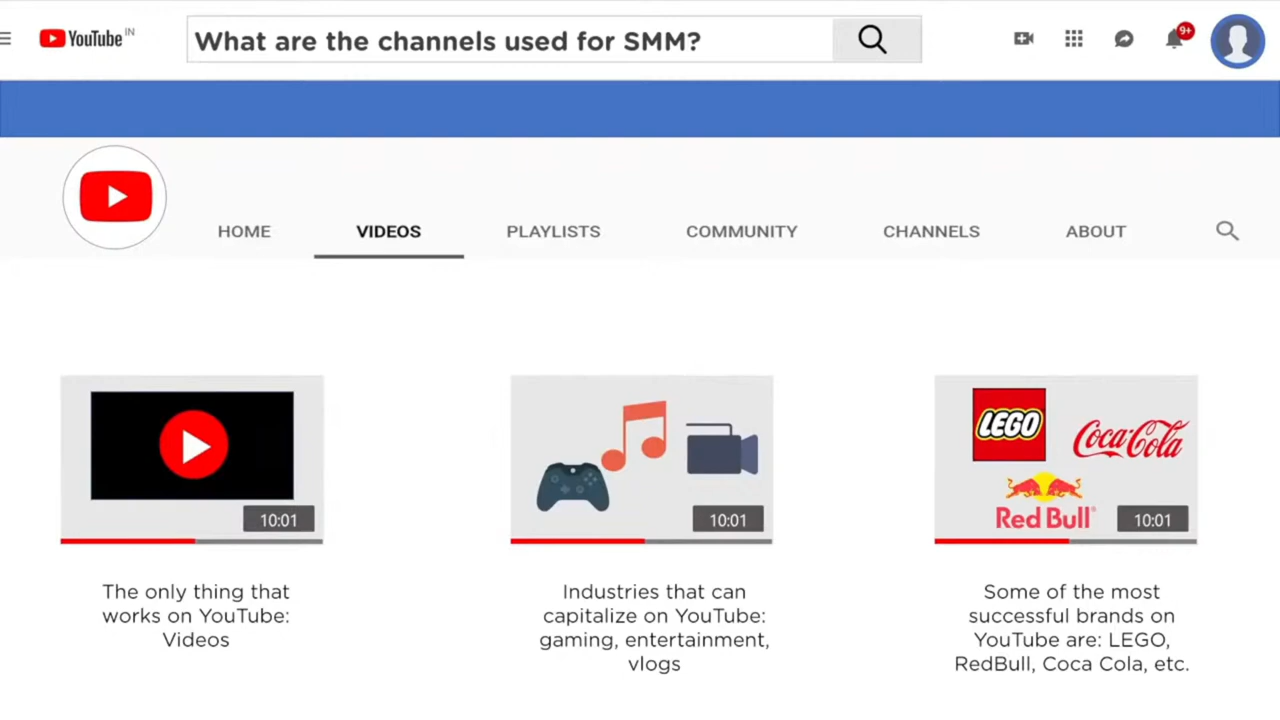 YouTube IN
What are the channels used for SMM?
9+
HOME
VIDEOS
PLAYLISTS
COMMUNITY
CHANNELS
ABOUT
10:01
10:01
LEGO
Coca-Cola
Red Bull
10:01
The only thing that
works on YouTube:
Videos
Industries that can
capitalize on YouTube:
gaming, entertainment,
vlogs
Some of the most
successful brands on
YouTube are: LEGO,
RedBull, Coca Cola, etc.